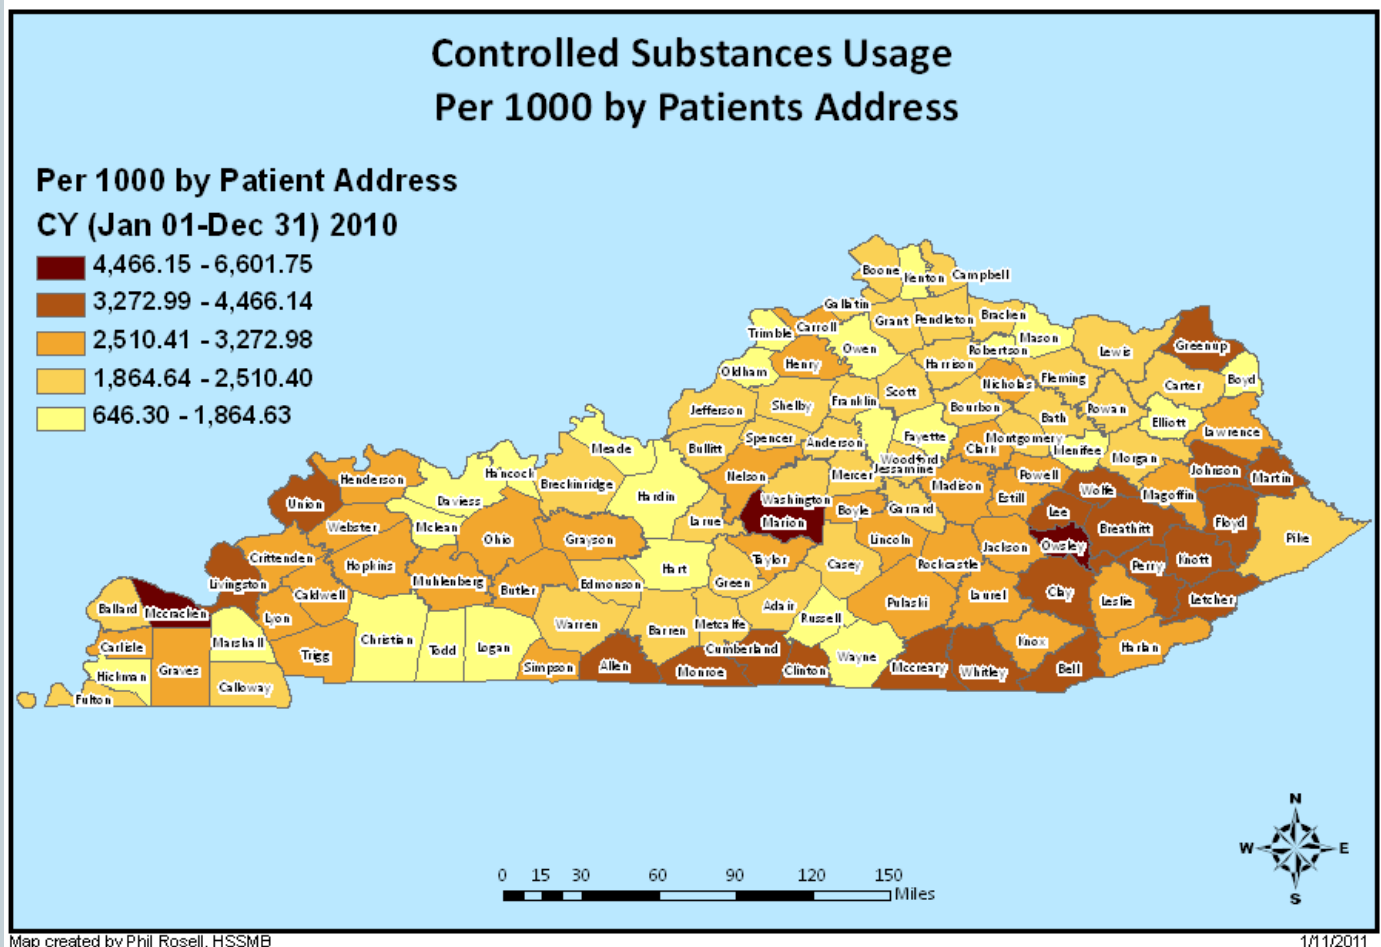 Controlled Substances Usage
Per 1000 by Patients Address
Per 1000 by Patient Address
CY (Jan 01-Dec 31) 2010
4,466.15 - 6,601.75
3,272.99 - 4,466.14
2,510.41 - 3,272.98
1,864.64 - 2,510.40
646.30 - 1,864.63
Boone
Kenton
Campbell
Gallatin
Trimble
Carroll
Grant
Pendleton
Bracken
Mason
Owen
Robertson
Lewis
Greenup
Oldham
Henry
Harrison
Nicholas
Fleming
Carter
Boyd
Jefferson
Shelby
Franklin
Scott
Bourbon
Bath
Rowan
Elliott
Lawrence
Bullitt
Spencer
Anderson
Woodford
Fayette
Clark
Montgomery
Menifee
Morgan
Johnson
Martin
Meade
Hancock
Breckinridge
Hardin
Nelson
Washington
Mercer
Jessamine
Madison
Powell
Estill
Wolfe
Magoffin
Floyd
Pike
Henderson
Union
Daviess
Webster
Mclean
Ohio
Grayson
Larue
Marion
Boyle
Garrard
Lincoln
Lee
Breathitt
Owsley
Jackson
Perry
Knott
Letcher
Crittenden
Livingston
Hopkins
Muhlenberg
Butler
Edmonson
Hart
Green
Taylor
Casey
Rockcastle
Clay
Leslie
Harlan
Ballard
Mccracken
Lyon
Caldwell
Christian
Todd
Logan
Warren
Barren
Metcalfe
Adair
Russell
Pulaski
Laurel
Knox
Carlisle
Hickman
Fulton
Graves
Marshall
Calloway
Trigg
Simpson
Allen
Monroe
Cumberland
Clinton
Wayne
Mccreary
Whitley
Bell
N
W
E
S
0 15 30 60 90 120 150
Miles
Map created by Phil Rosell, HSSMB
1/11/2011